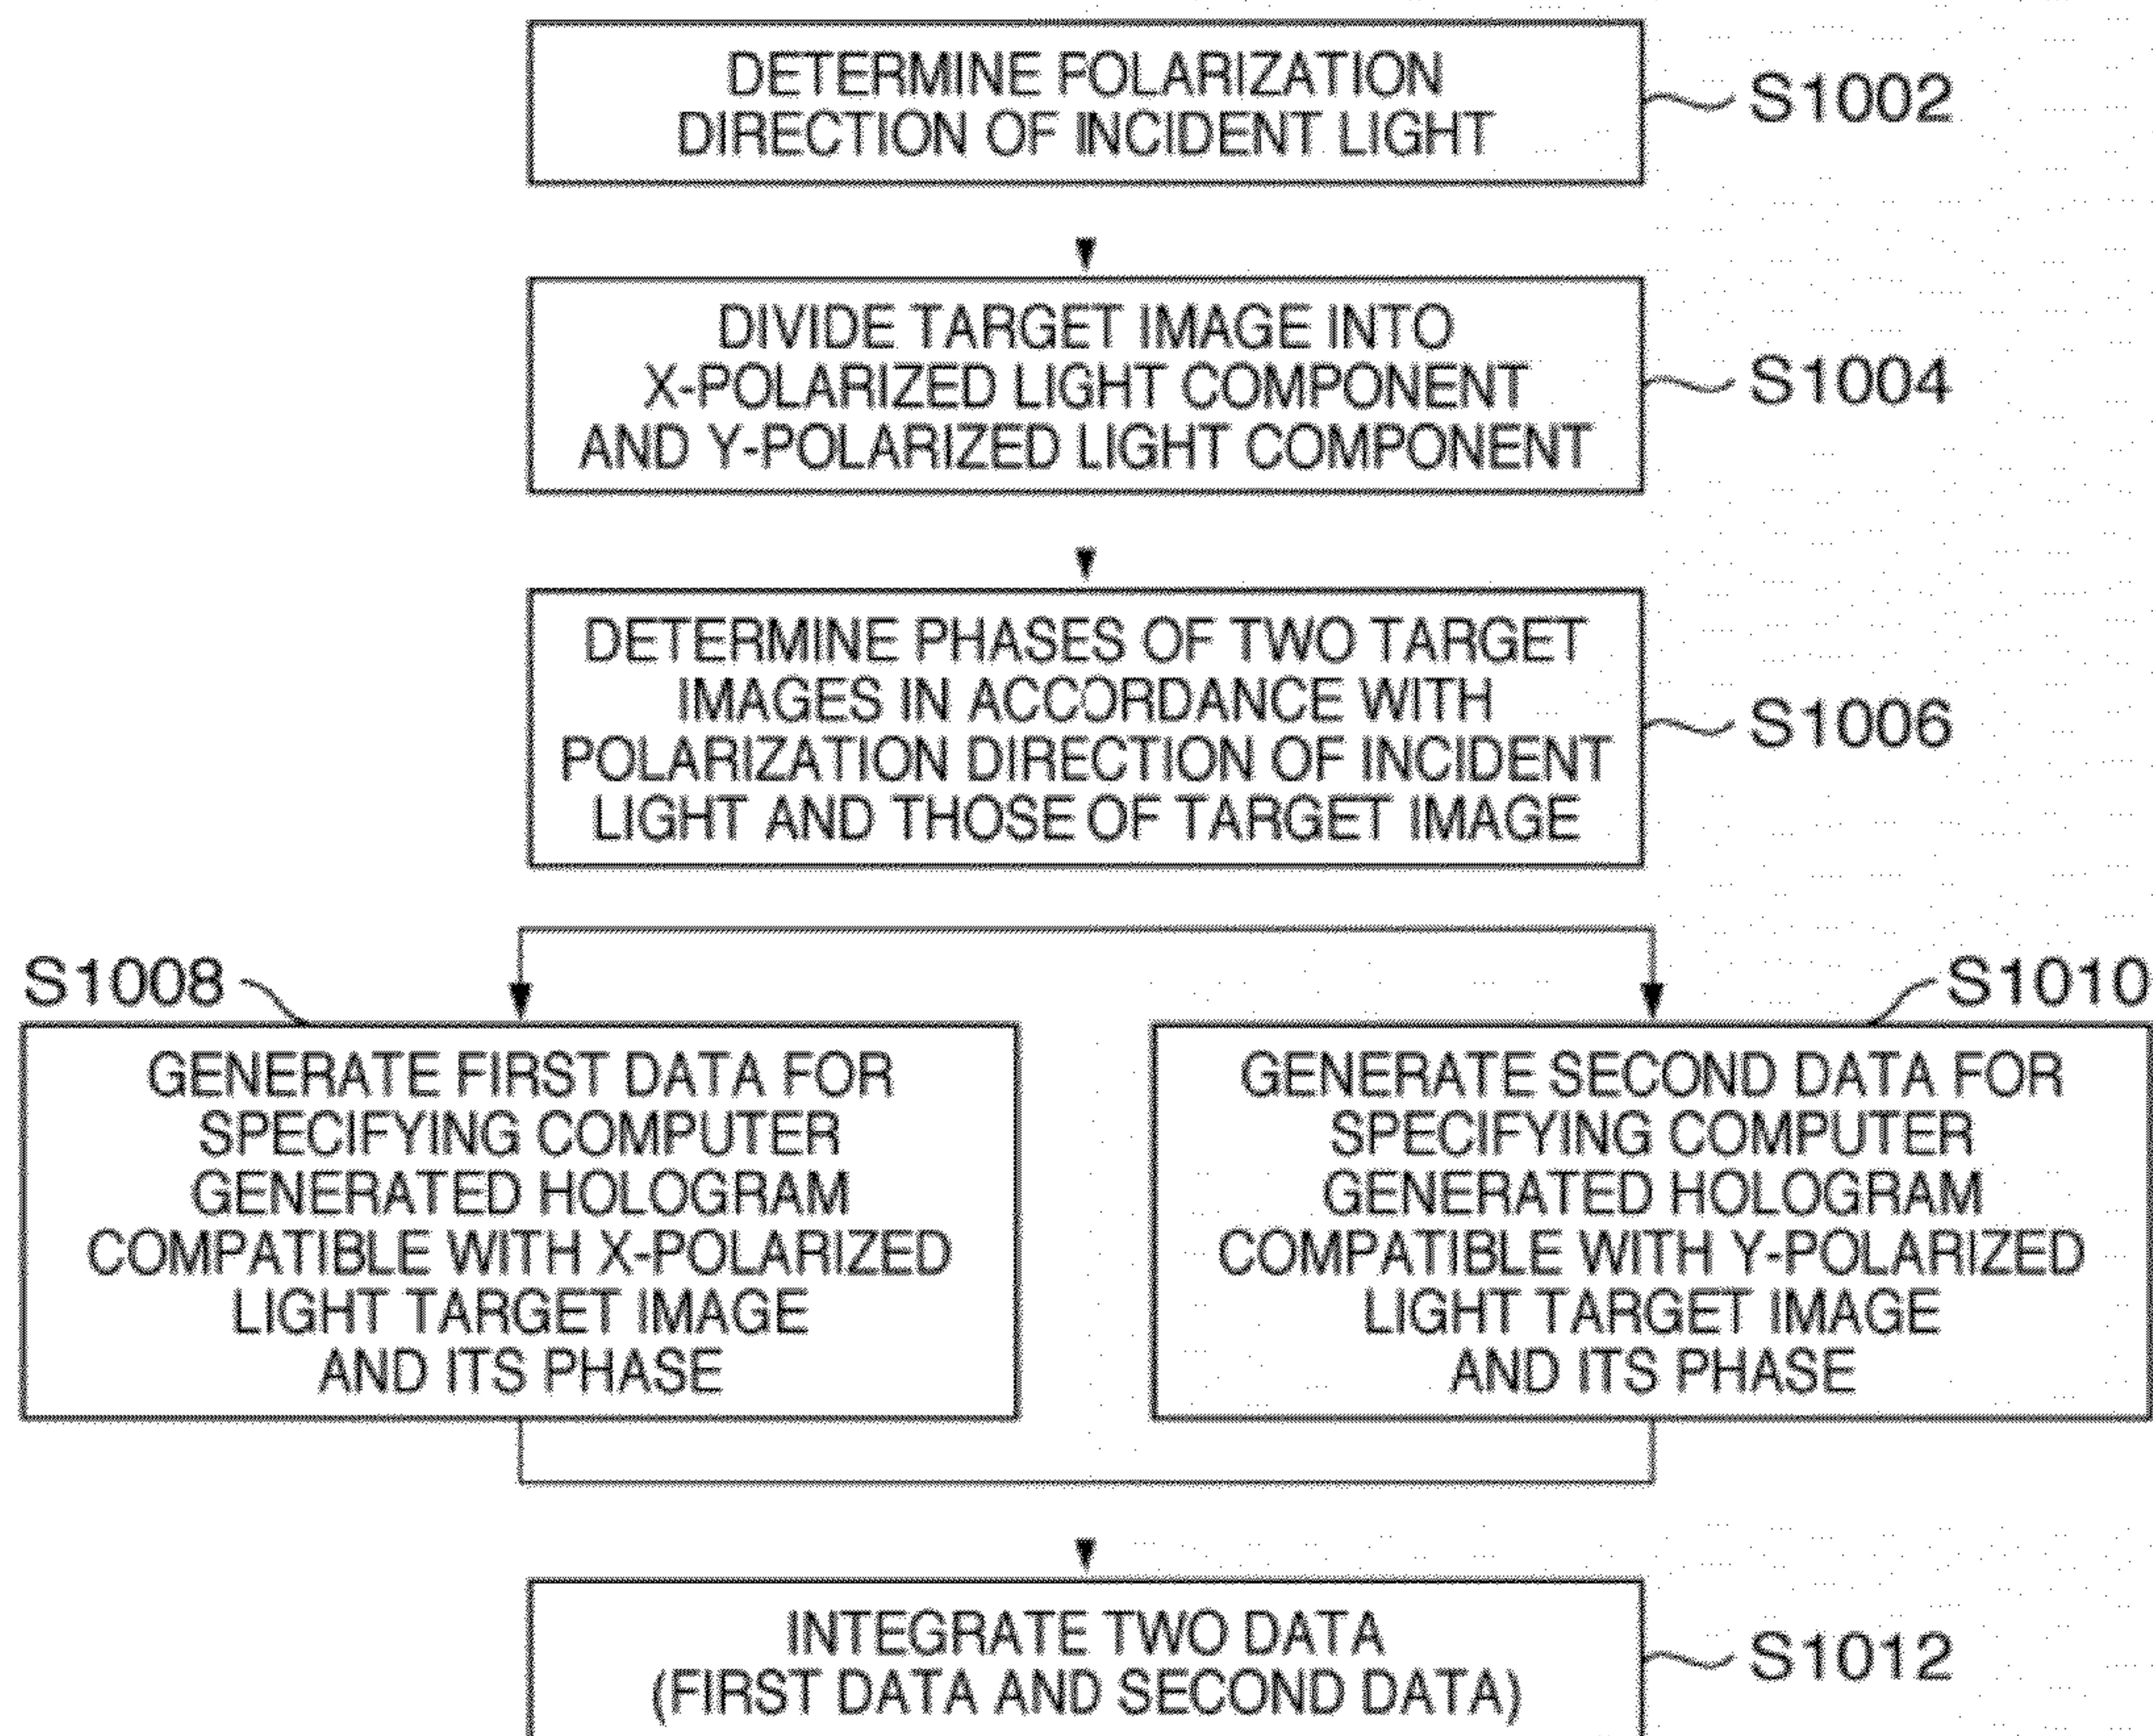 DETERMINE POLARIZATION
DIRECTION OF INCIDENT LIGHT
S1002
DIVIDE TARGET IMAGE INTO
X-POLARIZED LIGHT COMPONENT
AND Y-POLARIZED LIGHT COMPONENT
S1004
DETERMINE PHASES OF TWO TARGET
IMAGES IN ACCORDANCE WITH
POLARIZATION DIRECTION OF INCIDENT
LIGHT AND THOSE OF TARGET IMAGE
S1006
S1008
GENERATE FIRST DATA FOR
SPECIFYING COMPUTER
GENERATED HOLOGRAM
COMPATIBLE WITH X-POLARIZED
LIGHT TARGET IMAGE
AND ITS PHASE
S1010
GENERATE SECOND DATA FOR
SPECIFYING COMPUTER
GENERATED HOLOGRAM
COMPATIBLE WITH Y-POLARIZED
LIGHT TARGET IMAGE
AND ITS PHASE
INTEGRATE TWO DATA
(FIRST DATA AND SECOND DATA)
S1012